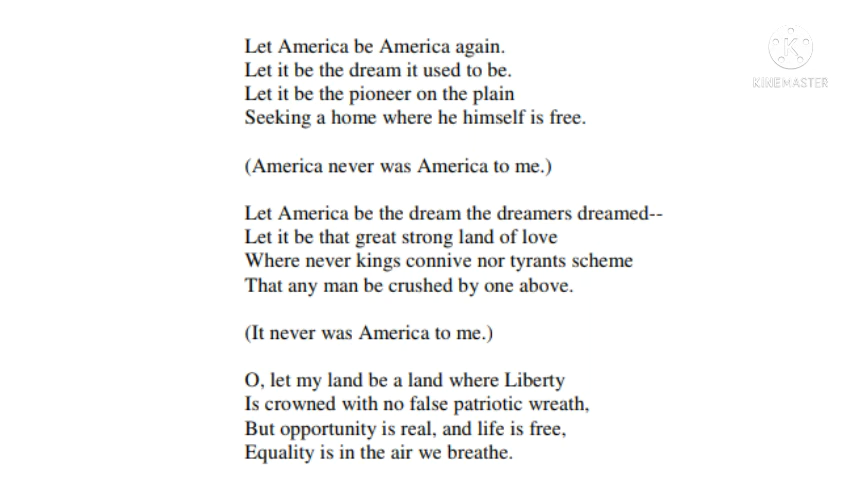 Let America be America again.
Let it be the dream it used to be.
Let it be the pioneer on the plain
Seeking a home where he himself is free.
(America never was America to me.)
Let America be the dream the dreamers dreamed--
Let it be that great strong land of love
Where never kings connive nor tyrants scheme
That any man be crushed by one above.
(It never was America to me.)
O, let my land be a land where Liberty
Is crowned with no false patriotic wreath,
But opportunity is real, and life is free,
Equality is in the air we breathe.
K
KINEMASTER